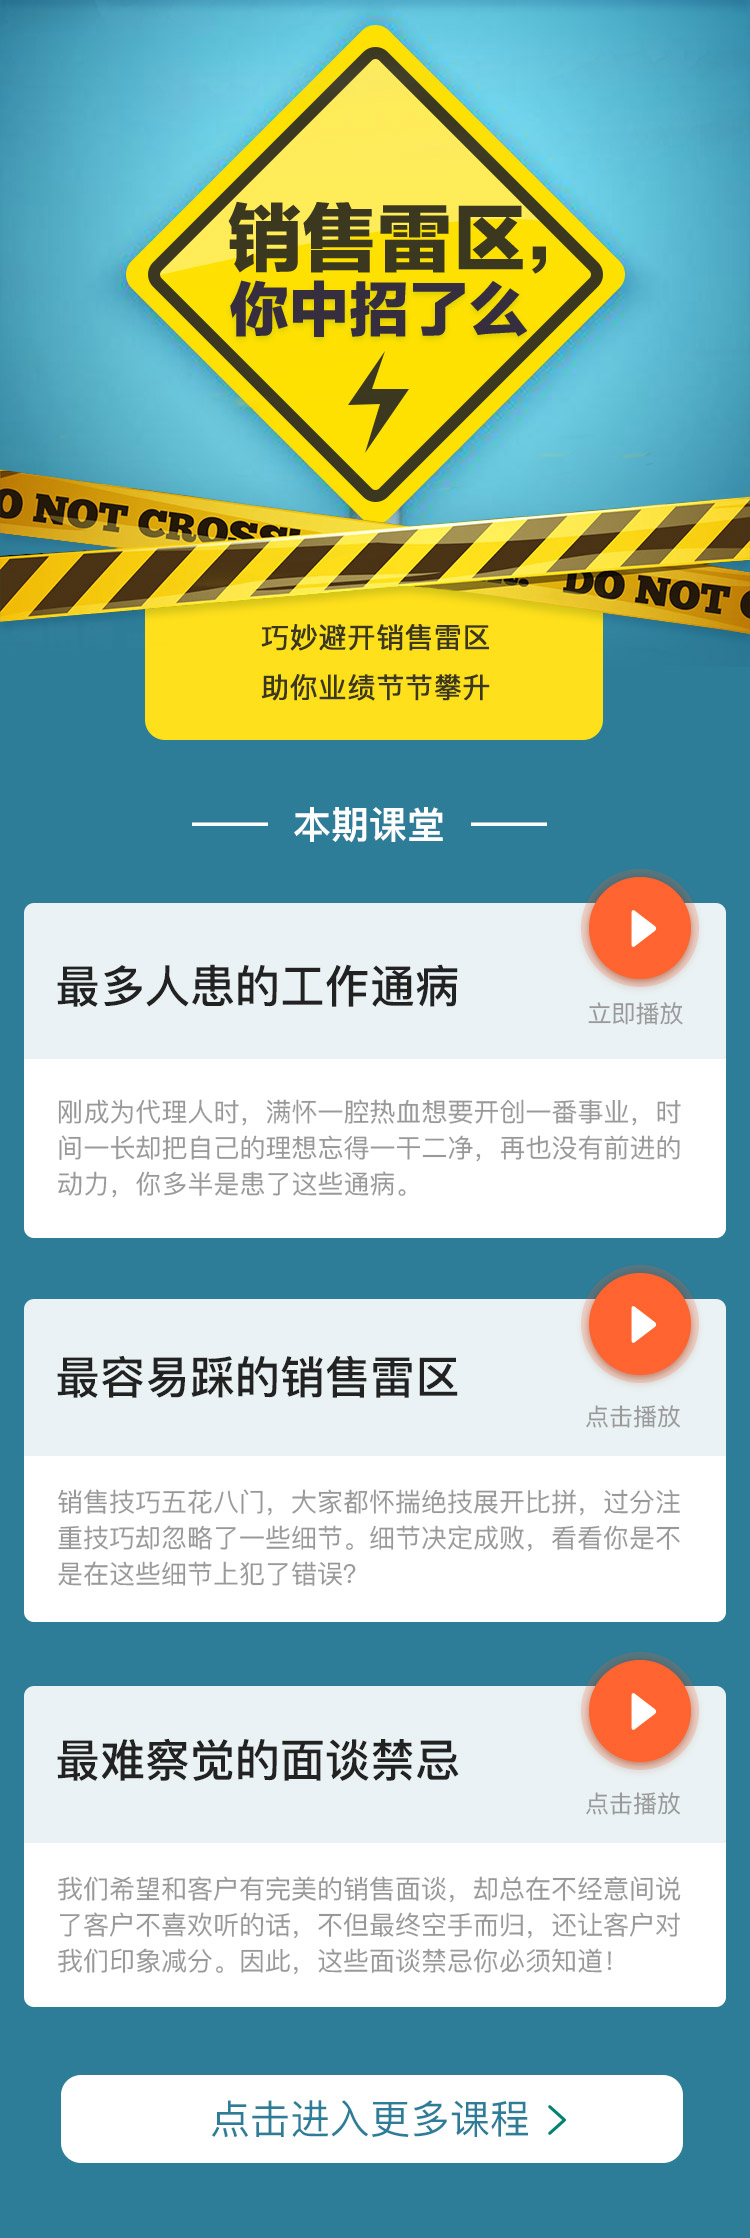 销售雷区，
你中招了么
O NOT CROSS!
DO NOT
巧妙避开销售雷区
助你业绩节节攀升
本期课堂
最多人患的工作通病
立即播放
刚成为代理人时，满怀一腔热血想要开创一番事业，时
间一长却把自己的理想忘得一干二净，再也没有前进的
动力，你多半是患了这些通病。
最容易踩的销售雷区
点击播放
销售技巧五花八门，大家都怀揣绝技展开比拼，过分注
重技巧却忽略了一些细节。细节决定成败，看看你是不
是在这些细节上犯了错误？
最难察觉的面谈禁忌
点击播放
我们希望和客户有完美的销售面谈，却总在不经意间说
了客户不喜欢听的话，不但最终空手而归，还让客户对
我们印象减分。因此，这些面谈禁忌你必须知道！
点击进入更多课程